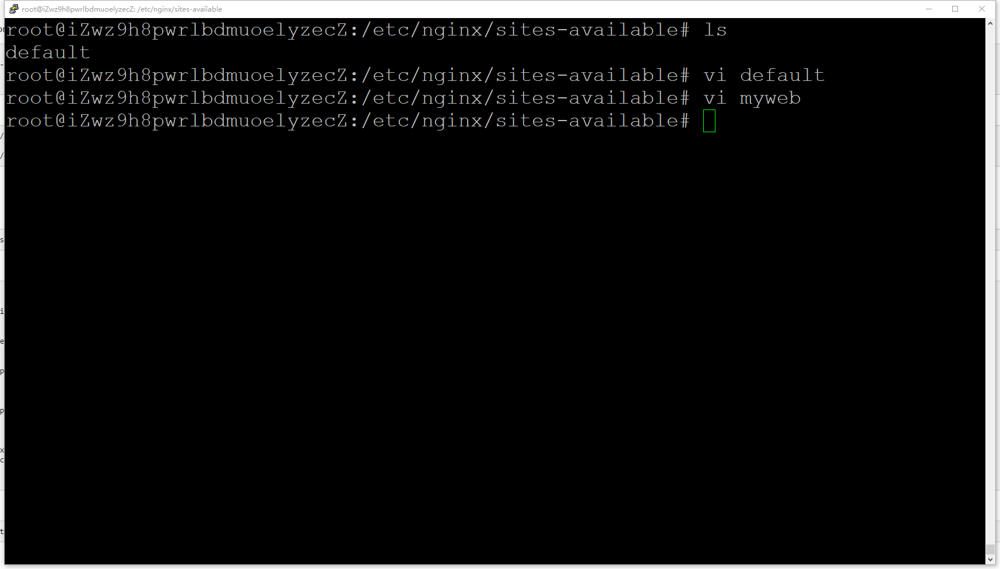 root@iZwz9h8pwrlbdmuoelyzecZ: /etc/nginx/sites-available
root@iZwz9h8pwrlbdmuoelyzecZ:/etc/nginx/sites-available# ls
default
root@iZwz9h8pwrlbdmuoelyzecZ:/etc/nginx/sites-available# vi default
root@iZwz9h8pwrlbdmuoelyzecZ:/etc/nginx/sites-available# vi myweb
root@iZwz9h8pwrlbdmuoelyzecZ:/etc/nginx/sites-available#